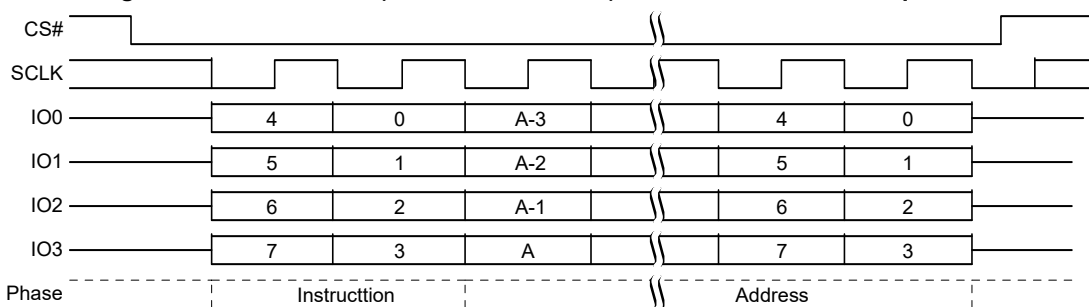 CS#
SCLK
IO0 4 0 A-3 4 0
IO1 5 1 A-2 5 1
IO2 6 2 A-1 6 2
IO3 7 3 A 7 3
Phase Instructtion Address